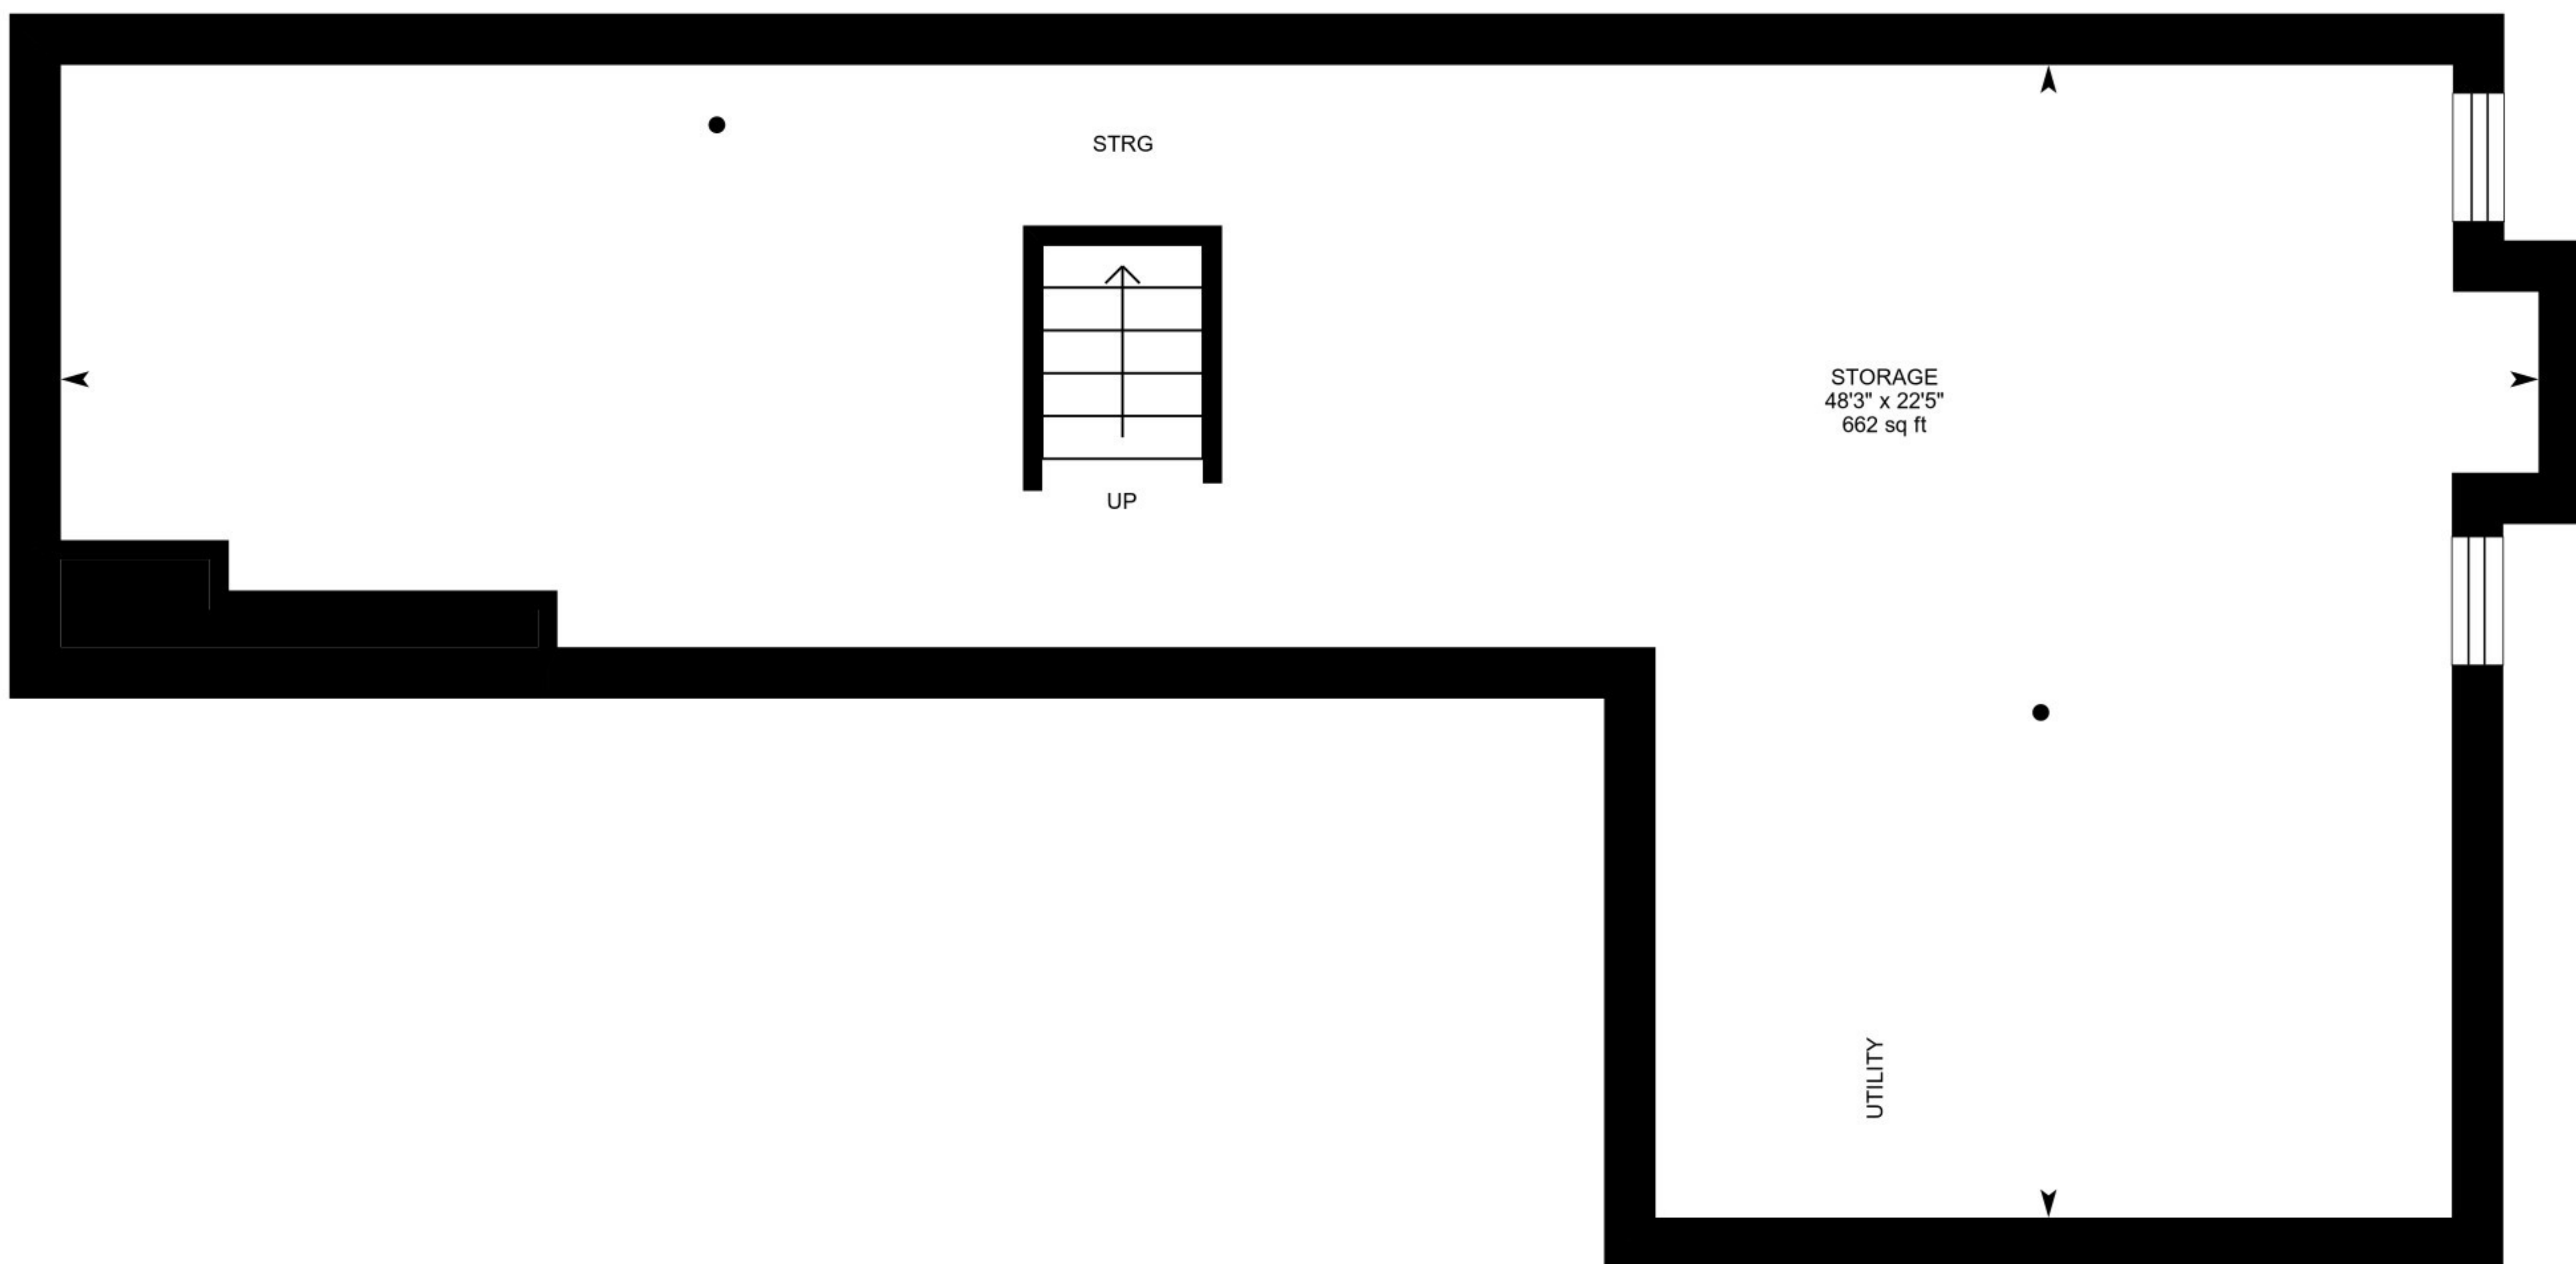 STRG
STORAGE
48'3" x 22'5"
662 sq ft
UP
UTILITY